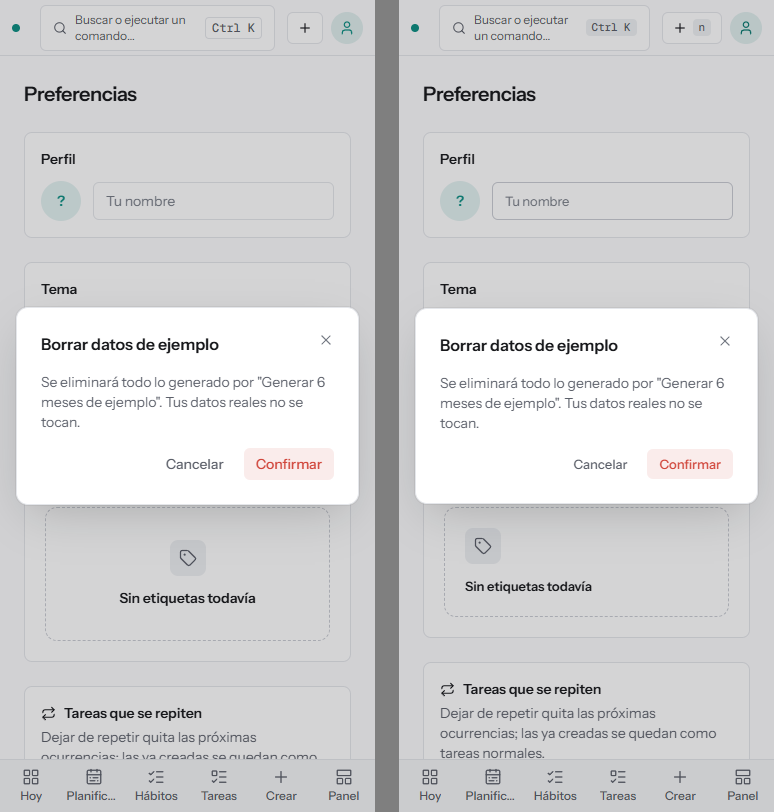 Buscar o ejecutar un
comando...
Ctrl K
Preferencias
Perfil
?
Tu nombre
Tema
Borrar datos de ejemplo
Se eliminará todo lo generado por "Generar 6
meses de ejemplo". Tus datos reales no se
tocan.
Cancelar
Confirmar
Sin etiquetas todavía
Tareas que se repiten
Dejar de repetir quita las próximas
ocurrencias; las ya creadas se quedan como
Hoy
Planific...
Hábitos
Tareas
Crear
Panel
Buscar o ejecutar
un comando...
Ctrl K
n
Preferencias
Perfil
?
Tu nombre
Tema
Borrar datos de ejemplo
Se eliminará todo lo generado por "Generar 6
meses de ejemplo". Tus datos reales no se
tocan.
Cancelar
Confirmar
Sin etiquetas todavía
Tareas que se repiten
Dejar de repetir quita las próximas
ocurrencias; las ya creadas se quedan como
tareas normales.
Hoy
Planific...
Hábitos
Tareas
Crear
Panel